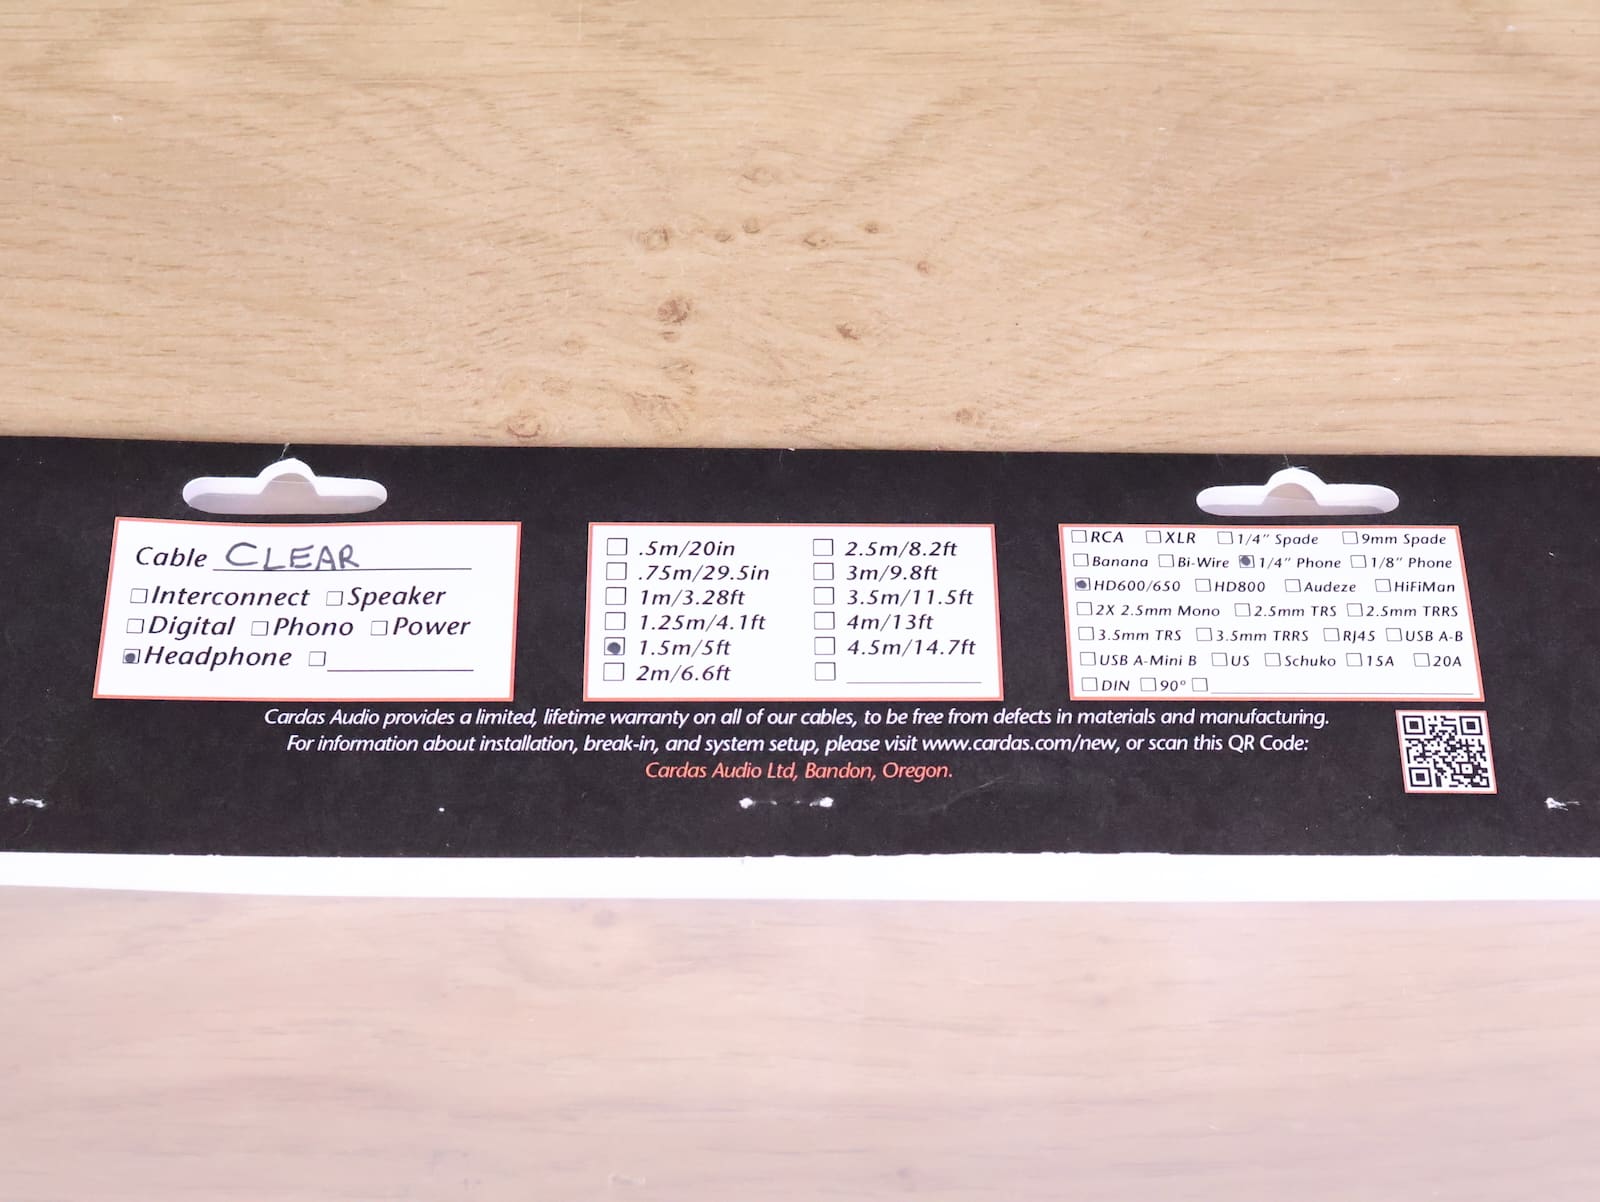 Cable CLEAR
Interconnect Speaker
Digital Phono Power
Headphone
.5m/20in
.75m/29.5in
1m/3.28ft
1.25m/4.1ft
1.5m/5ft
2m/6.6ft
2.5m/8.2ft
3m/9.8ft
3.5m/11.5ft
4m/13ft
4.5m/14.7ft
RCA XLR 1/4" Spade 9mm Spade
Banana Bi-Wire 1/4" Phone 1/8" Phone
HD600/650 HD800 Audeze HiFiMan
2X 2.5mm Mono 2.5mm TRS 2.5mm TRRS
3.5mm TRS 3.5mm TRRS RJ45 USB A-B
USB A-Mini B US Schuko 15A 20A
DIN 90°
Cardas Audio provides a limited, lifetime warranty on all of our cables, to be free from defects in materials and manufacturing.
For information about installation, break-in, and system setup, please visit www.cardas.com/new, or scan this QR Code:
Cardas Audio Ltd, Bandon, Oregon.